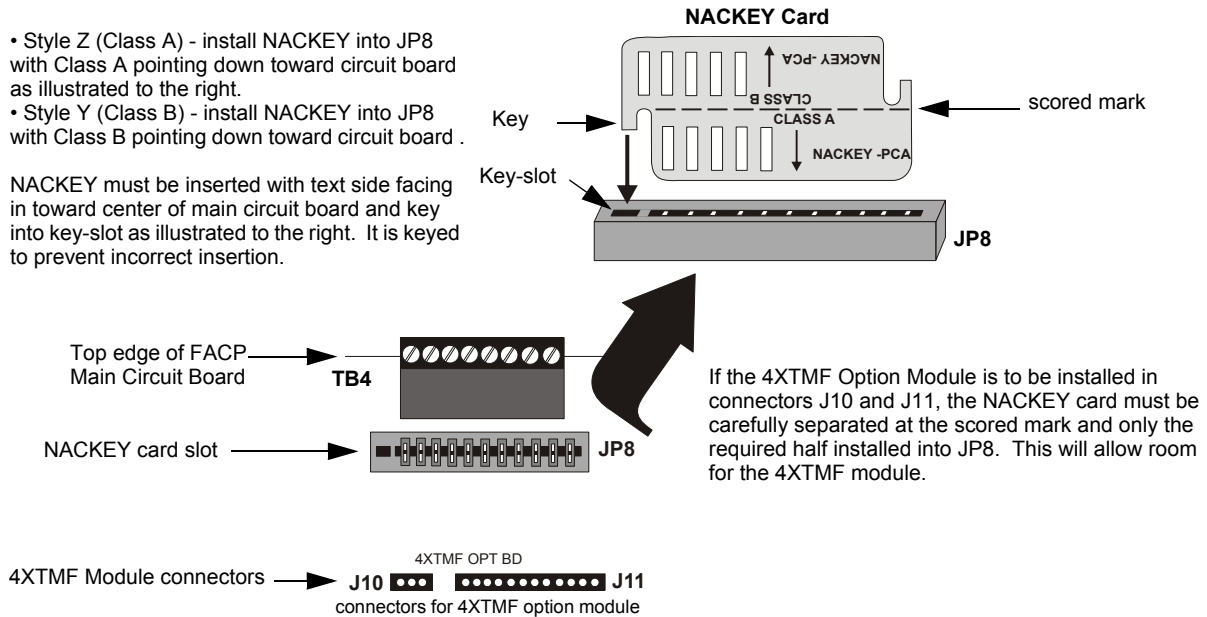 NACKEY Card
• Style Z (Class A) - install NACKEY into JP8
with Class A pointing down toward circuit board
as illustrated to the right.
• Style Y (Class B) - install NACKEY into JP8
with Class B pointing down toward circuit board .
NACKEY must be inserted with text side facing
in toward center of main circuit board and key
into key-slot as illustrated to the right. It is keyed
to prevent incorrect insertion.
NACKEY -PCA
CLASS B
CLASS A
NACKEY -PCA
scored mark
Key
Key-slot
JP8
Top edge of FACP
Main Circuit Board
TB4
NACKEY card slot
JP8
If the 4XTMF Option Module is to be installed in
connectors J10 and J11, the NACKEY card must be
carefully separated at the scored mark and only the
required half installed into JP8. This will allow room
for the 4XTMF module.
4XTMF OPT BD
4XTMF Module connectors
J10
J11
connectors for 4XTMF option module